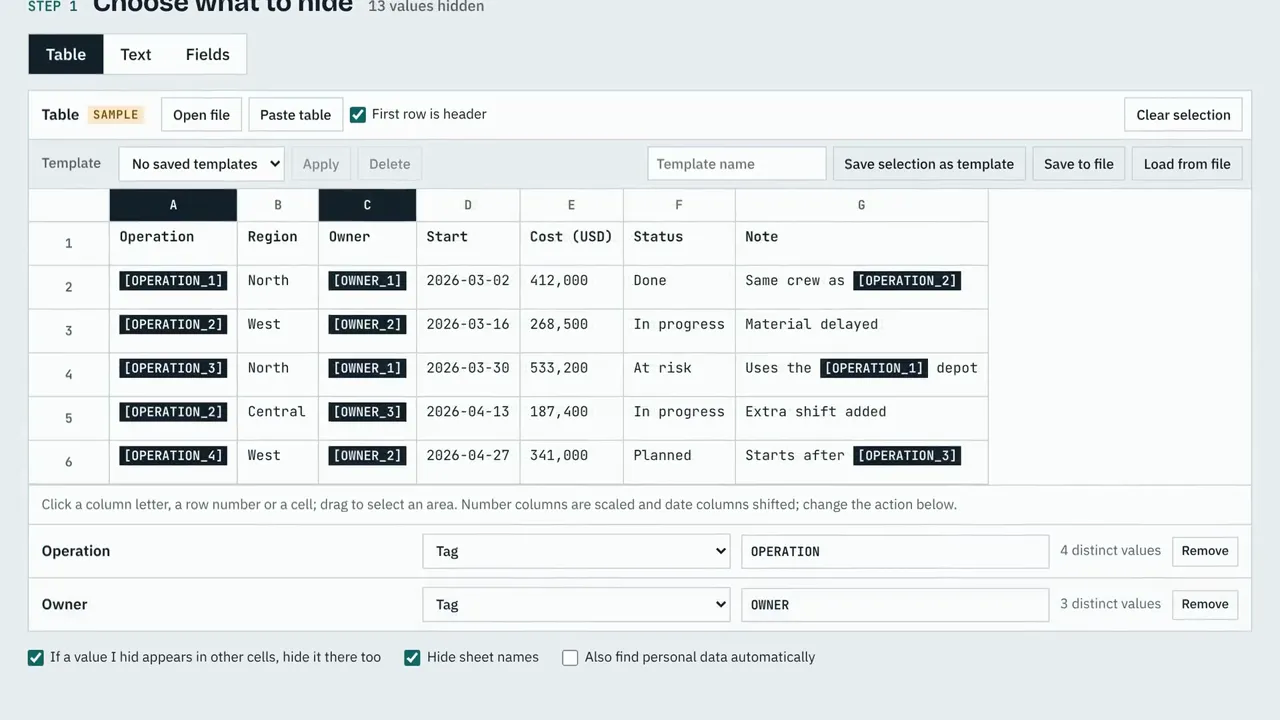 STEP 1 Choose what to hide 13 values hidden
Table Text Fields
Table SAMPLE Open file Paste table First row is header Clear selection
Template No saved templates Apply Delete Template name Save selection as template Save to file Load from file
A B C D E F G
1 Operation Region Owner Start Cost (USD) Status Note
2 [OPERATION_1] North [OWNER_1] 2026-03-02 412,000 Done Same crew as [OPERATION_2]
3 [OPERATION_2] West [OWNER_2] 2026-03-16 268,500 In progress Material delayed
4 [OPERATION_3] North [OWNER_1] 2026-03-30 533,200 At risk Uses the [OPERATION_1] depot
5 [OPERATION_2] Central [OWNER_3] 2026-04-13 187,400 In progress Extra shift added
6 [OPERATION_4] West [OWNER_2] 2026-04-27 341,000 Planned Starts after [OPERATION_3]
Click a column letter, a row number or a cell; drag to select an area. Number columns are scaled and date columns shifted; change the action below.
Operation Tag OPERATION 4 distinct values Remove
Owner Tag OWNER 3 distinct values Remove
If a value I hid appears in other cells, hide it there too Hide sheet names Also find personal data automatically